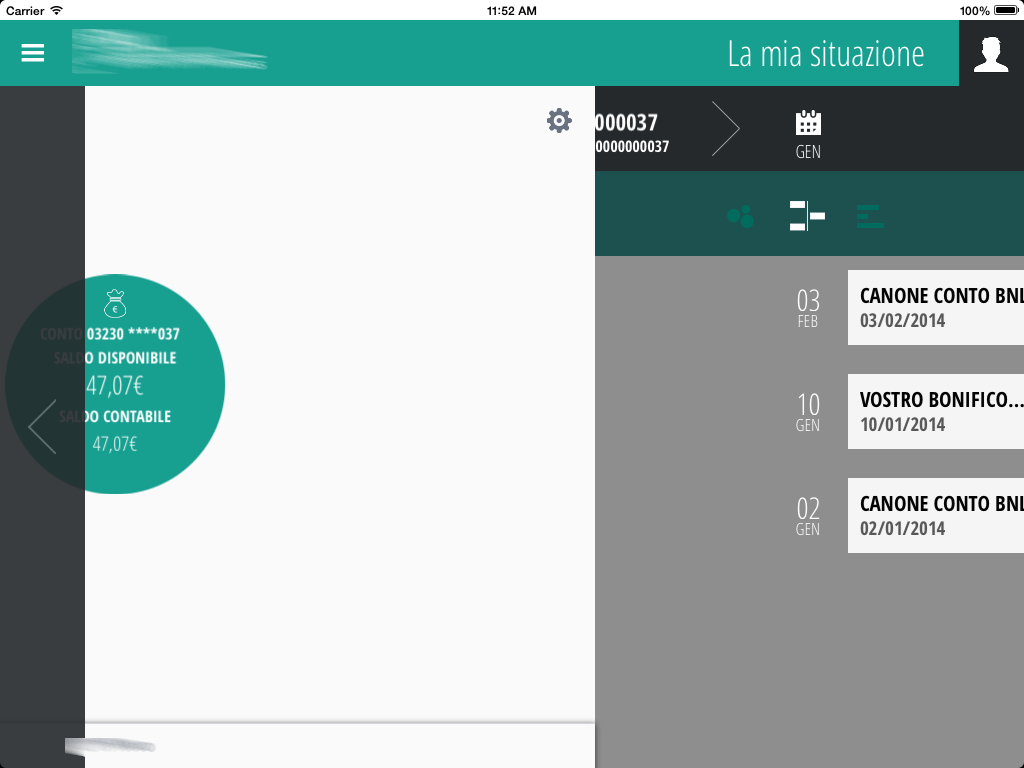 Carrier 11:52 AM 100%
La mia situazione
000037
0000000037
GEN
CONTO 03230 ****037
SALDO DISPONIBILE
47,07€
SALDO CONTABILE
47,07€
03
FEB
CANONE CONTO BNL
03/02/2014
10
GEN
VOSTRO BONIFICO...
10/01/2014
02
GEN
CANONE CONTO BNL
02/01/2014